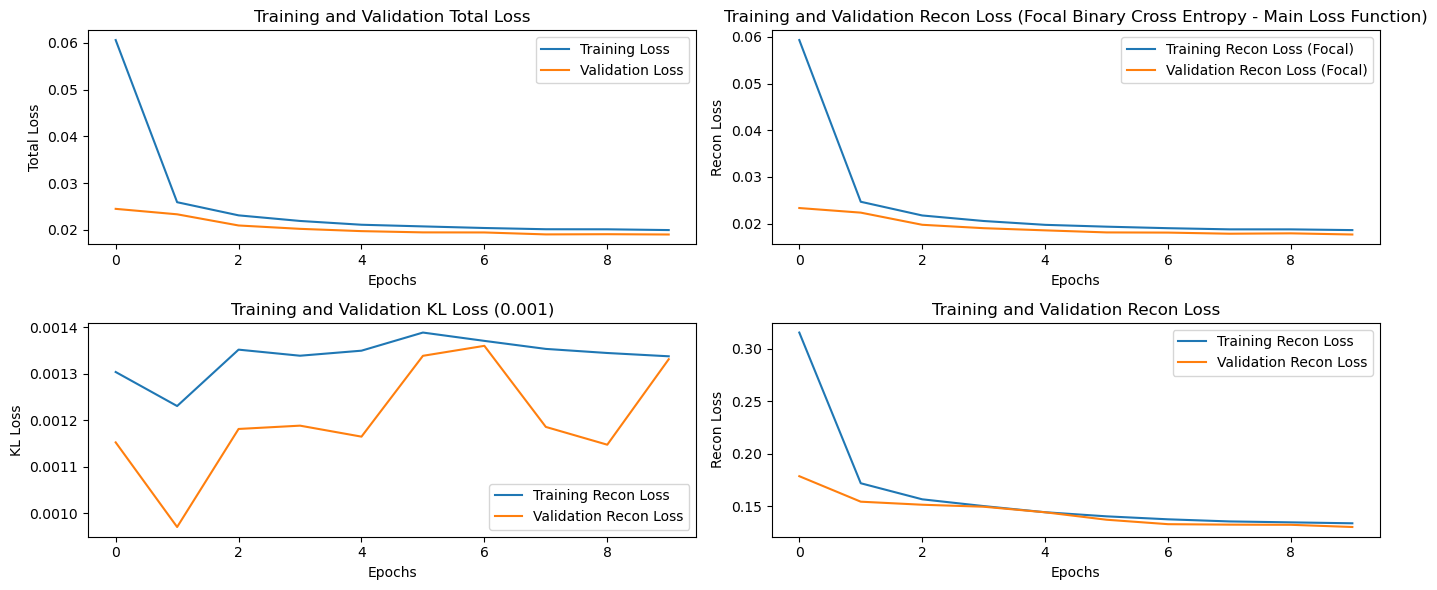 Training and Validation Total Loss
0.06
0.05
0.04
0.03
0.02
Total Loss
Training Loss
Validation Loss
0 2 4 6 8
Epochs
Training and Validation Recon Loss (Focal Binary Cross Entropy - Main Loss Function)
0.06
0.05
0.04
0.03
0.02
Recon Loss
Training Recon Loss (Focal)
Validation Recon Loss (Focal)
0 2 4 6 8
Epochs
Training and Validation KL Loss (0.001)
0.0014
0.0013
0.0012
0.0011
0.0010
KL Loss
Training Recon Loss
Validation Recon Loss
0 2 4 6 8
Epochs
Training and Validation Recon Loss
0.30
0.25
0.20
0.15
Recon Loss
Training Recon Loss
Validation Recon Loss
0 2 4 6 8
Epochs